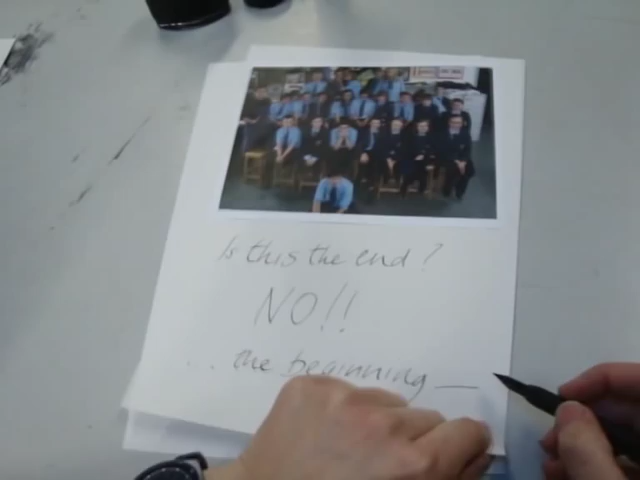 Is this the end?
NO!!
... the beginning —